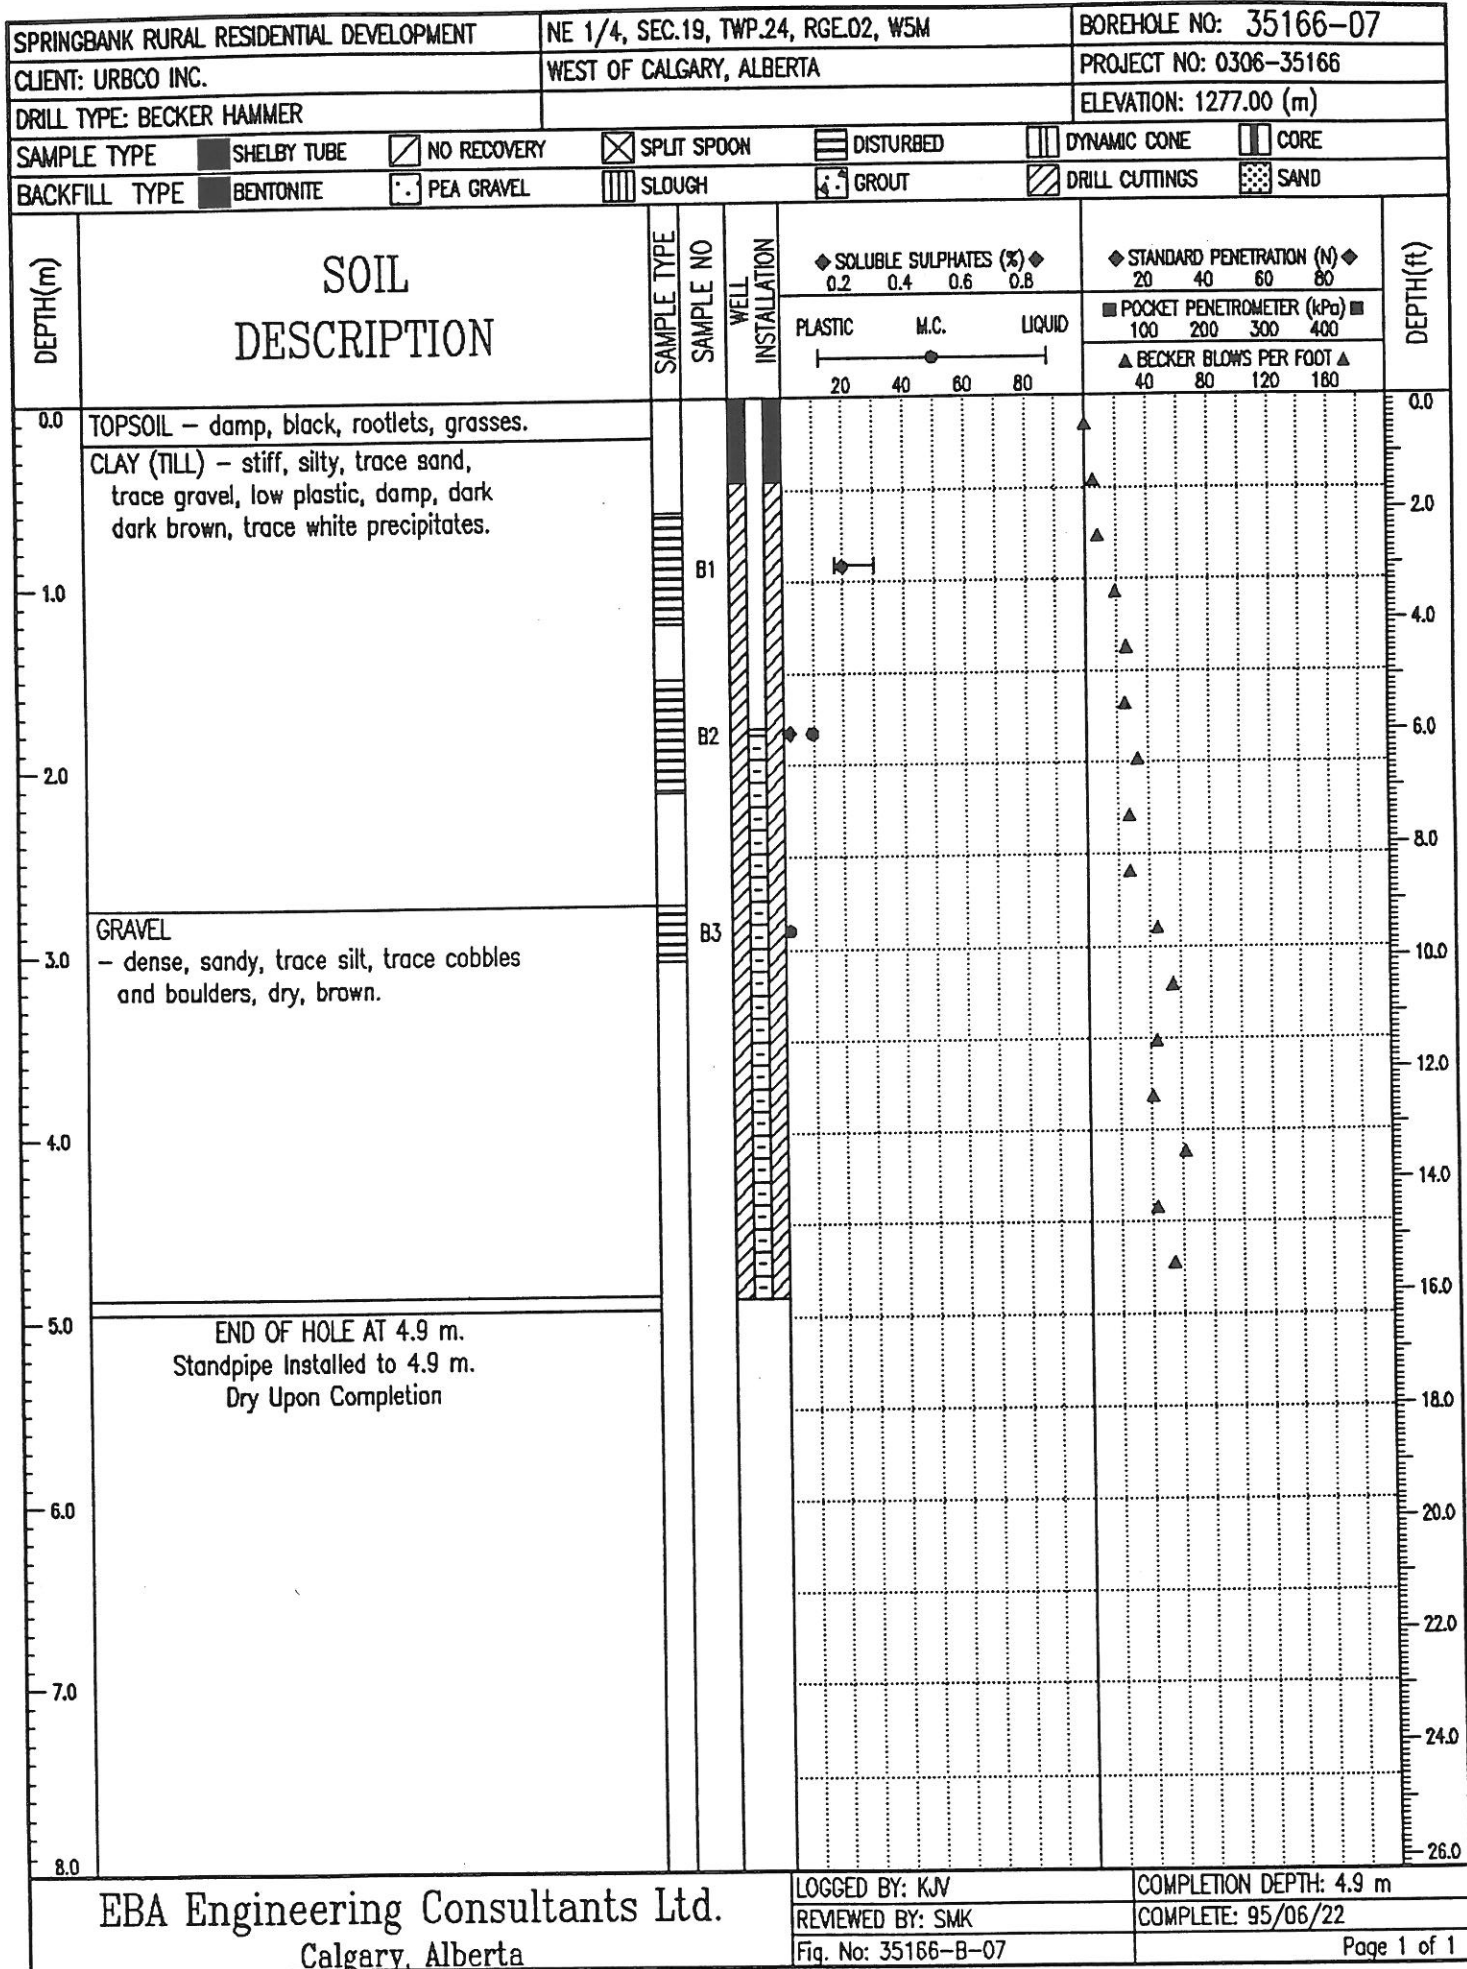 SPRINGBANK RURAL RESIDENTIAL DEVELOPMENT
NE 1/4, SEC.19, TWP.24, RGE.02, W5M
BOREHOLE NO: 35166-07
CLIENT: URBCO INC.
WEST OF CALGARY, ALBERTA
PROJECT NO: 0306-35166
DRILL TYPE: BECKER HAMMER
ELEVATION: 1277.00 (m)
SAMPLE TYPE SHELBY TUBE NO RECOVERY SPLIT SPOON DISTURBED DYNAMIC CONE CORE
BACKFILL TYPE BENTONITE PEA GRAVEL SLOUGH GROUT DRILL CUTTINGS SAND
DEPTH(m)
SOIL
DESCRIPTION
SAMPLE TYPE
SAMPLE NO
WELL
INSTALLATION
◆ SOLUBLE SULPHATES (%) ◆
0.2 0.4 0.6 0.8
PLASTIC M.C. LIQUID
20 40 60 80
◆ STANDARD PENETRATION (N) ◆
20 40 60 80
■ POCKET PENETROMETER (kPa) ■
100 200 300 400
▲ BECKER BLOWS PER FOOT ▲
40 80 120 160
DEPTH(ft)
0.0
TOPSOIL – damp, black, rootlets, grasses.
CLAY (TILL) – stiff, silty, trace sand,
trace gravel, low plastic, damp, dark
dark brown, trace white precipitates.
B1
1.0
B2
2.0
GRAVEL
– dense, sandy, trace silt, trace cobbles
and boulders, dry, brown.
B3
3.0
4.0
5.0
END OF HOLE AT 4.9 m.
Standpipe Installed to 4.9 m.
Dry Upon Completion
6.0
7.0
8.0
0.0
2.0
4.0
6.0
8.0
10.0
12.0
14.0
16.0
18.0
20.0
22.0
24.0
26.0
EBA Engineering Consultants Ltd.
Calgary, Alberta
LOGGED BY: KJV
COMPLETION DEPTH: 4.9 m
REVIEWED BY: SMK
COMPLETE: 95/06/22
Fig. No: 35166-B-07
Page 1 of 1